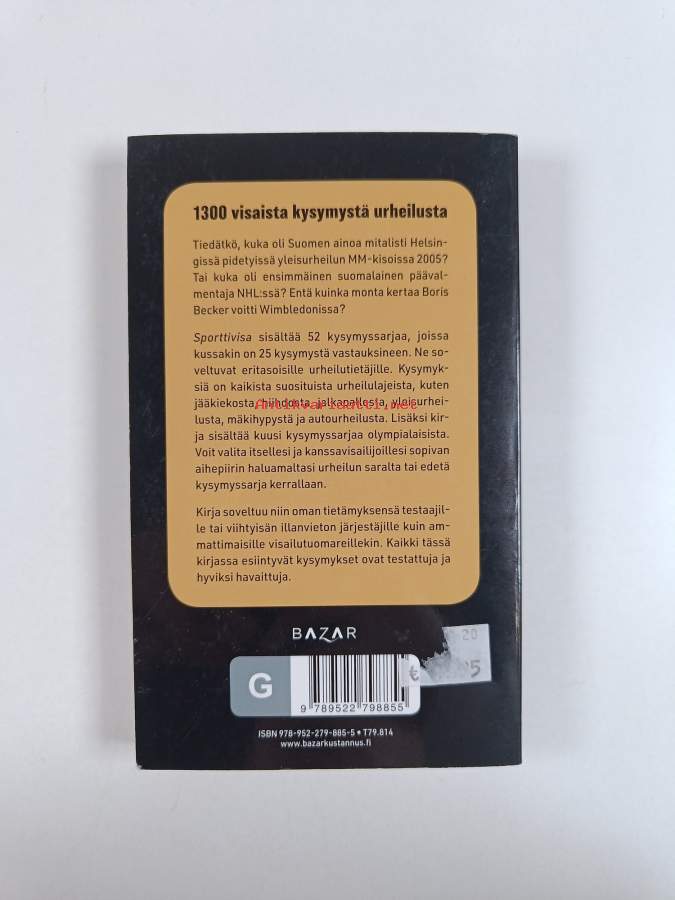 1300 visaista kysymystä urheilusta
Tiedätkö, kuka oli Suomen ainoa mitalisti Helsin-
gissä pidetyissä yleisurheilun MM-kisoissa 2005?
Tai kuka oli ensimmäinen suomalainen pääval-
mentaja NHL:ssä? Entä kuinka monta kertaa Boris
Becker voitti Wimbledonissa?
Sporttivisa sisältää 52 kysymyssarjaa, joissa
kussakin on 25 kysymystä vastauksineen. Ne so-
veltuvat eritasoisille urheilutietäjille. Kysymyk-
siä on kaikista suosituista urheilulajeista, kuten
jääkiekosta, hiihdosta, jalkapallosta, yleisurhei-
Antikvariaatti.net
lusta, mäkihypystä ja autourheilusta. Lisäksi kir-
ja sisältää kuusi kysymyssarjaa olympialaisista.
Voit valita itsellesi ja kanssavisailijoillesi sopivan
aihepiirin haluamaltasi urheilun saralta tai edetä
kysymyssarja kerrallaan.
Kirja soveltuu niin oman tietämyksensä testaajil-
le tai viihtyisän illanvieton järjestäjille kuin am-
mattimaisille visailutuomareillekin. Kaikki tässä
kirjassa esiintyvät kysymykset ovat testattuja ja
hyviksi havaittuja.
BAZAR
20
G
€ 5
9 789522 798855
ISBN 978-952-279-885-5 • T79.814
www.bazarkustannus.fi